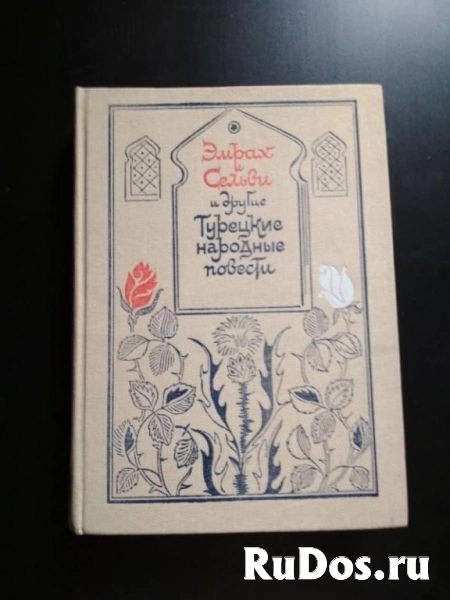 Эмрах
и
Сельви
и другие
Турецкие
народные
повести
RuDos.ru